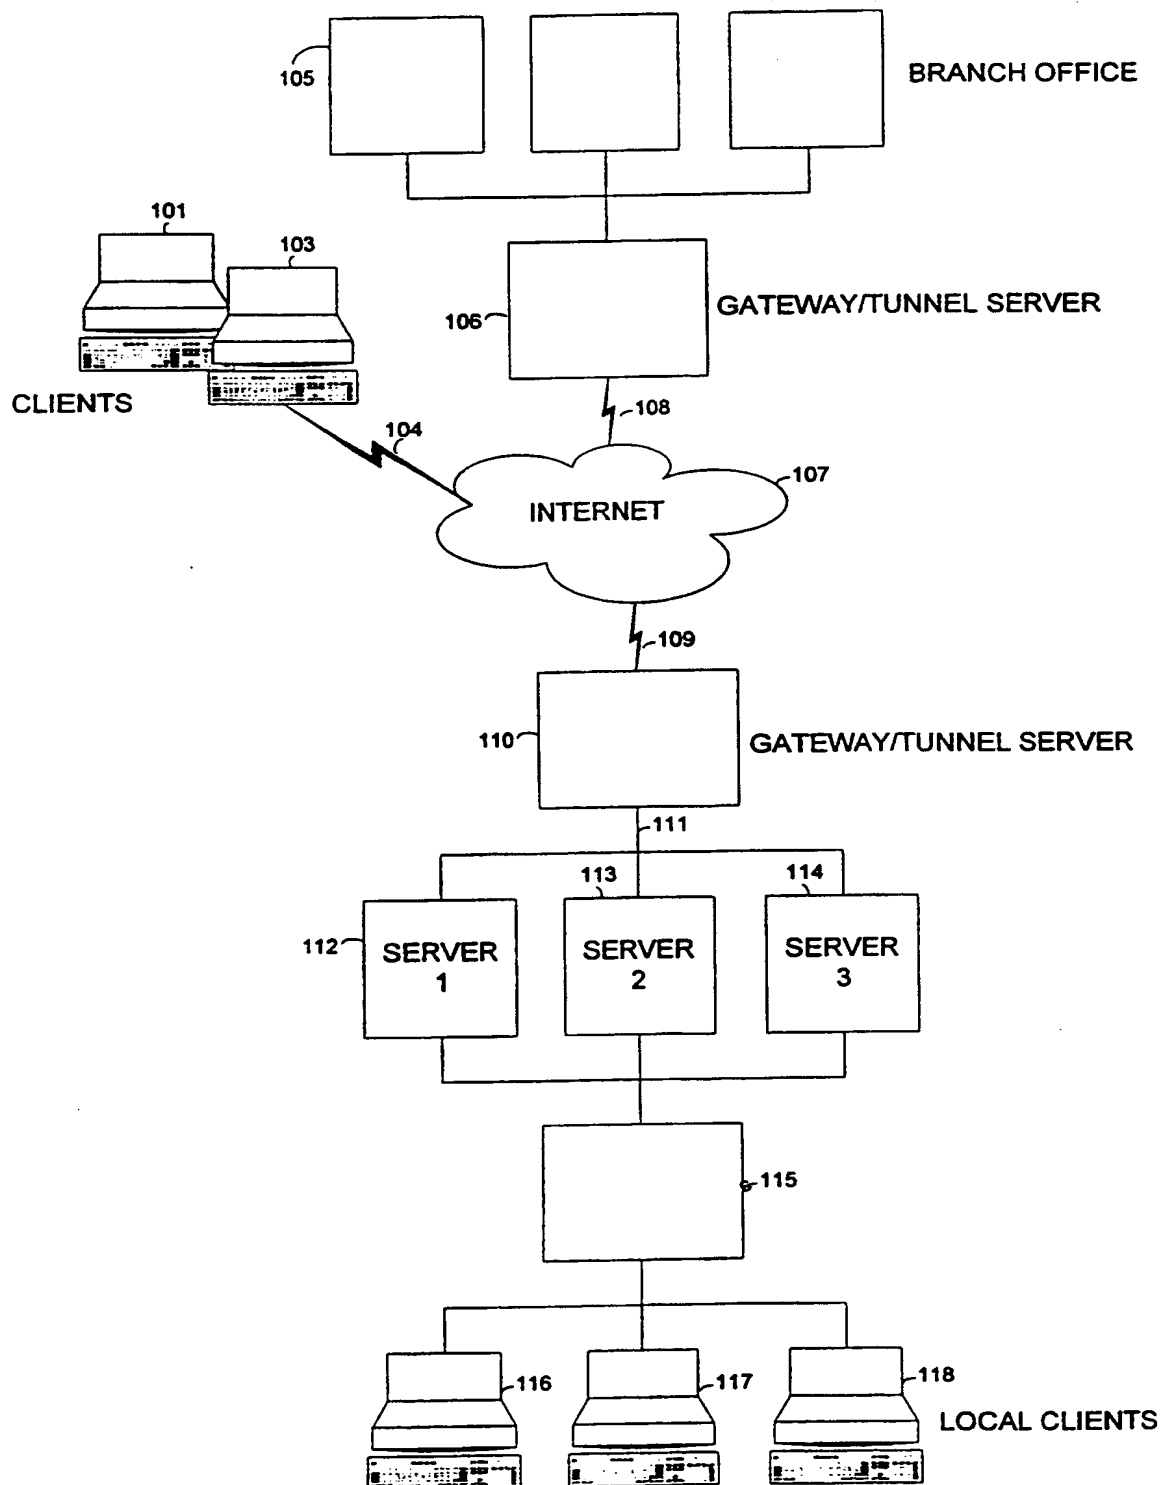 105
BRANCH OFFICE
101
103
106
GATEWAY/TUNNEL SERVER
CLIENTS
108
104
107
INTERNET
109
110
GATEWAY/TUNNEL SERVER
111
113
114
112
SERVER
1
SERVER
2
SERVER
3
115
116
117
118
LOCAL CLIENTS